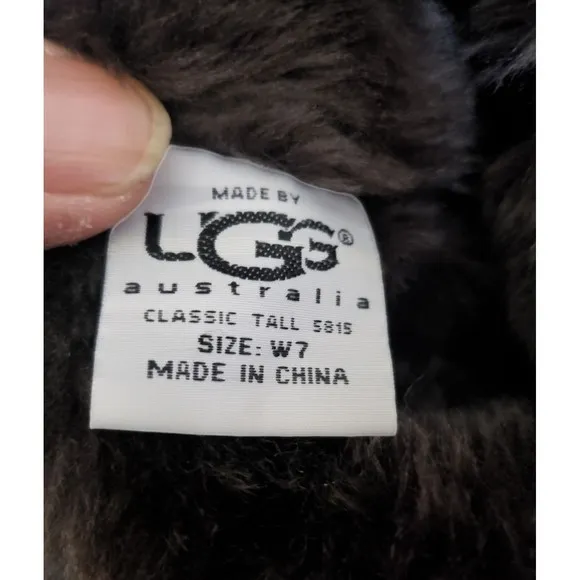 MADE BY
UGG®
australia
CLASSIC TALL 5815
SIZE: W7
MADE IN CHINA